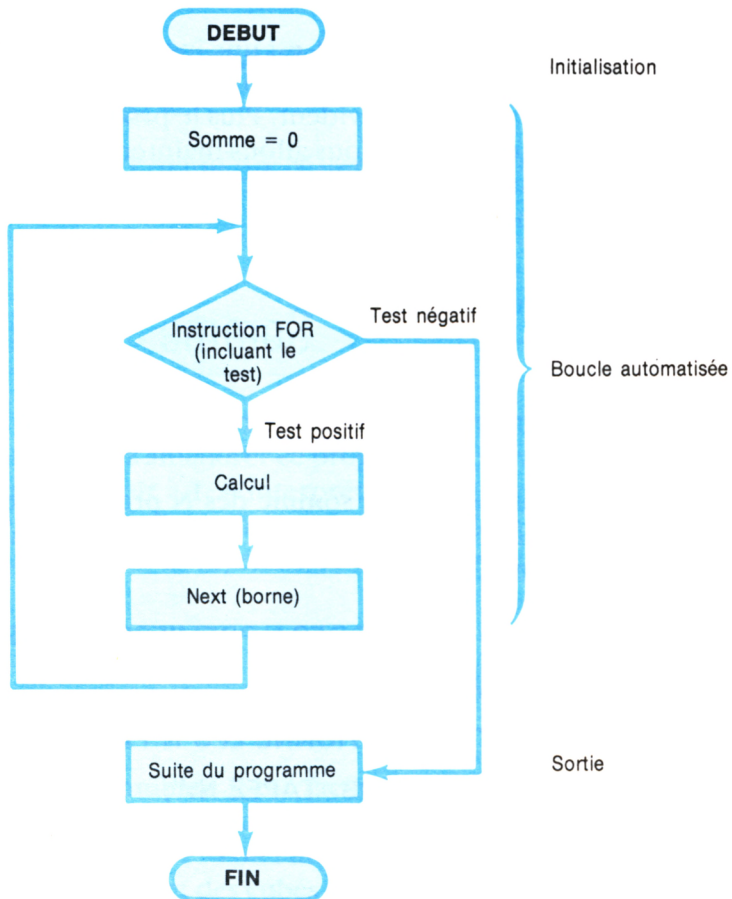 DEBUT
Initialisation
Somme = 0
Instruction FOR
(incluant le
test)
Test négatif
Boucle automatisée
Test positif
Calcul
Next (borne)
Suite du programme
Sortie
FIN